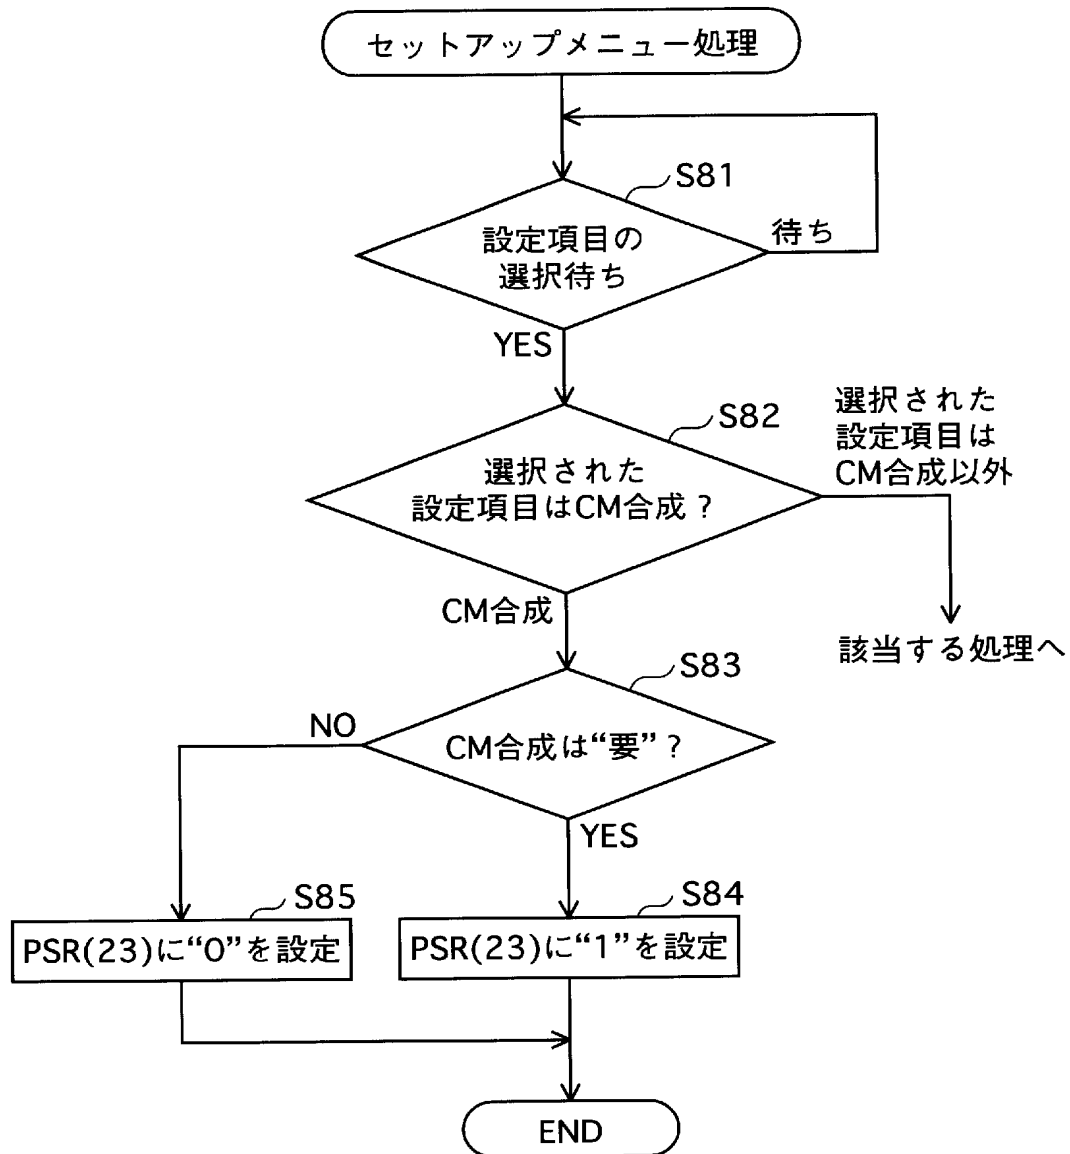 セットアップメニュー処理
S81
設定項目の
選択待ち
待ち
YES
S82
選択された
設定項目はCM合成？
選択された
設定項目は
CM合成以外
CM合成
該当する処理へ
S83
CM合成は“要”？
NO
YES
S85
PSR(23)に“0”を設定
S84
PSR(23)に“1”を設定
END